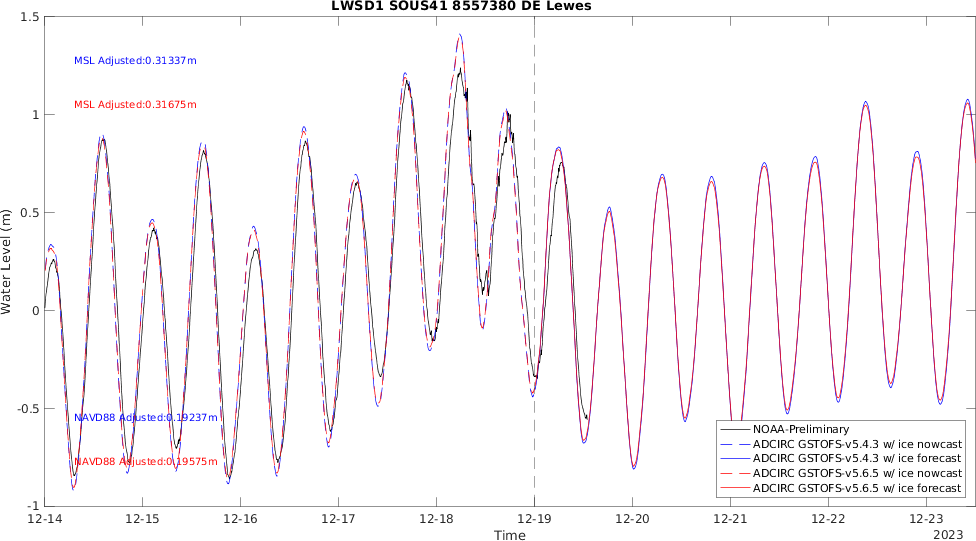 LWSD1 SOUS41 8557380 DE Lewes
1.5
1
0.5
0
-0.5
-1
Water Level (m)
MSL Adjusted:0.31337m
MSL Adjusted:0.31675m
NAVD88 Adjusted:0.19237m
NAVD88 Adjusted:0.19575m
NOAA-Preliminary
ADCIRC GSTOFS-v5.4.3 w/ ice nowcast
ADCIRC GSTOFS-v5.4.3 w/ ice forecast
ADCIRC GSTOFS-v5.6.5 w/ ice nowcast
ADCIRC GSTOFS-v5.6.5 w/ ice forecast
12-14 12-15 12-16 12-17 12-18 12-19 12-20 12-21 12-22 12-23
Time
2023